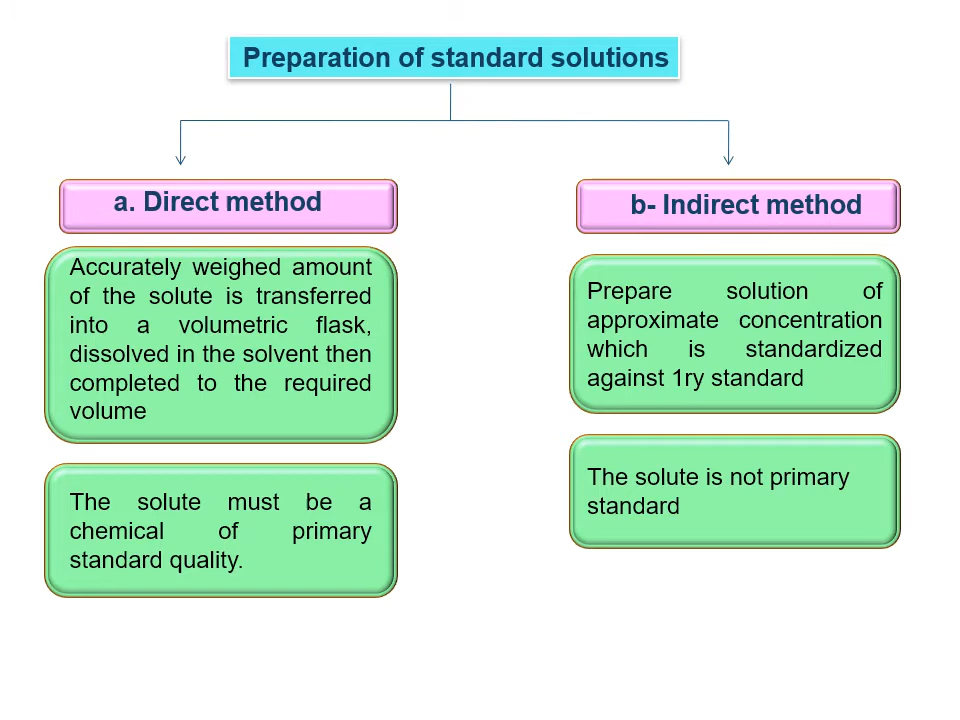 Preparation of standard solutions
a. Direct method
Accurately weighed amount
of the solute is transferred
into a volumetric flask,
dissolved in the solvent then
completed to the required
volume
The solute must be a
chemical of primary
standard quality.
b- Indirect method
Prepare solution of
approximate concentration
which is standardized
against 1ry standard
The solute is not primary
standard